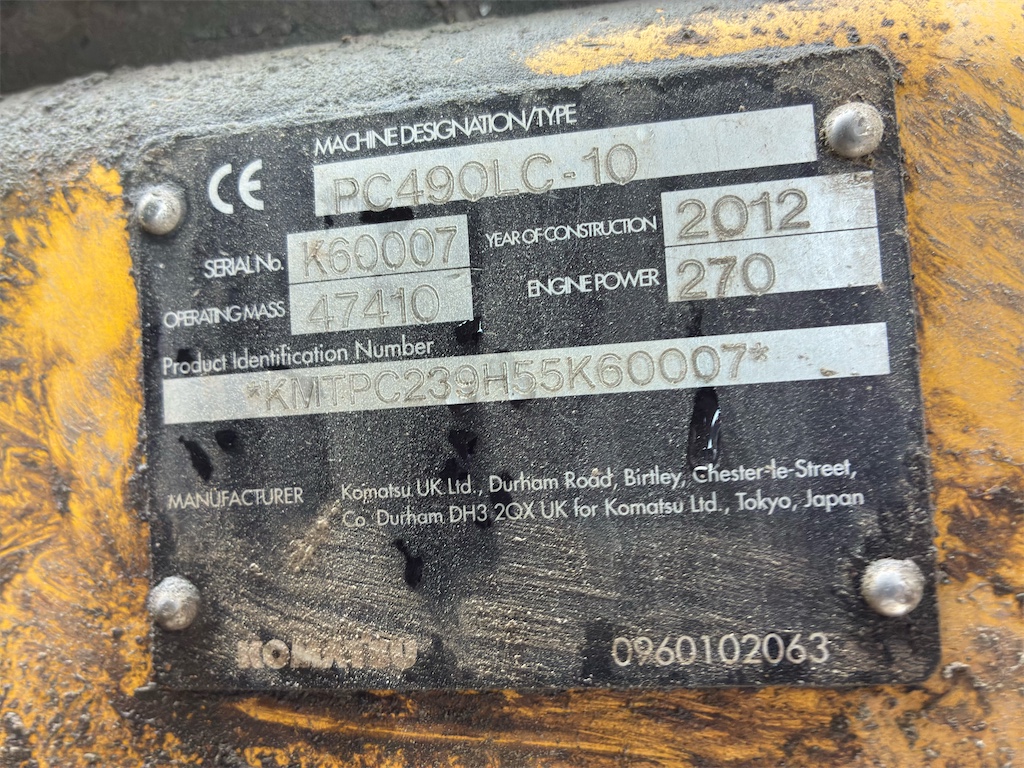 CE
MACHINE DESIGNATION/TYPE
PC490LC-10
SERIAL No. K60007 YEAR OF CONSTRUCTION 2012
OPERATING MASS 47410 ENGINE POWER 270
Product Identification Number
*KMTPC239H55K60007*
MANUFACTURER Komatsu UK Ltd., Durham Road, Birtley, Chester-le-Street,
Co. Durham DH3 2QX UK for Komatsu Ltd., Tokyo, Japan
KOMATSU 0960102063